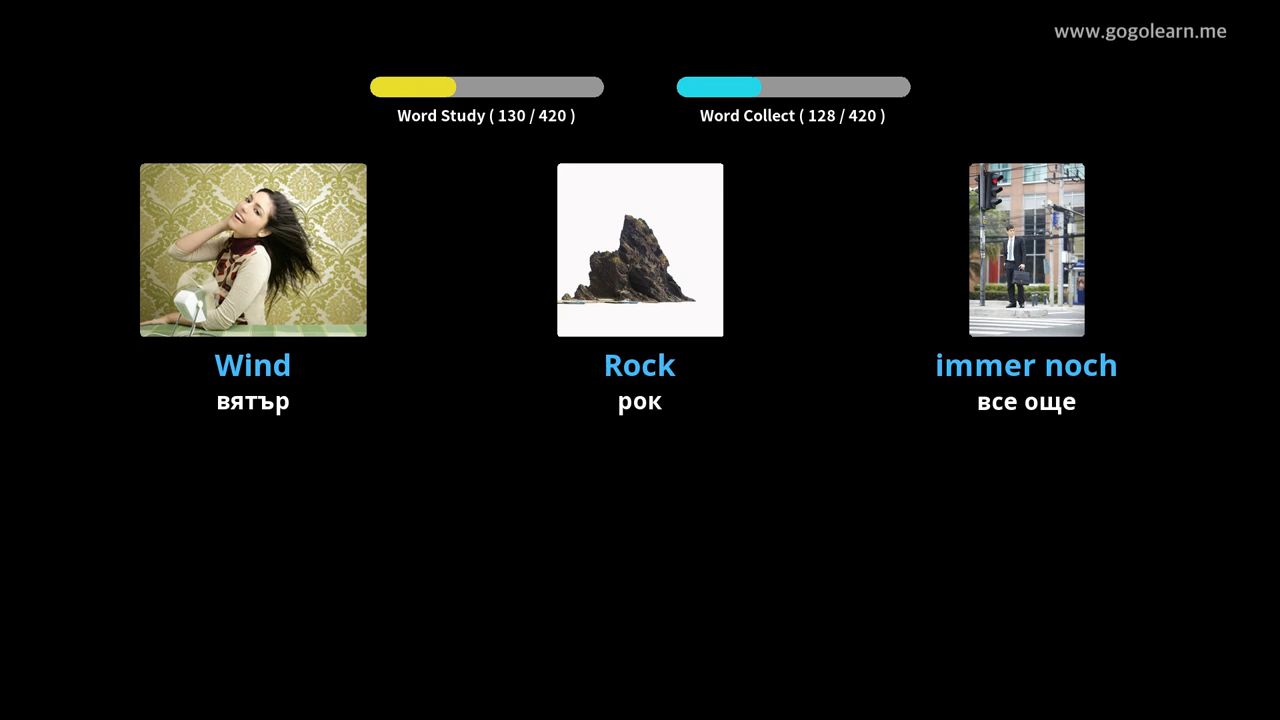 www.gogolearn.me
Word Study ( 130 / 420 )
Word Collect ( 128 / 420 )
Wind
вятър
Rock
рок
immer noch
все още